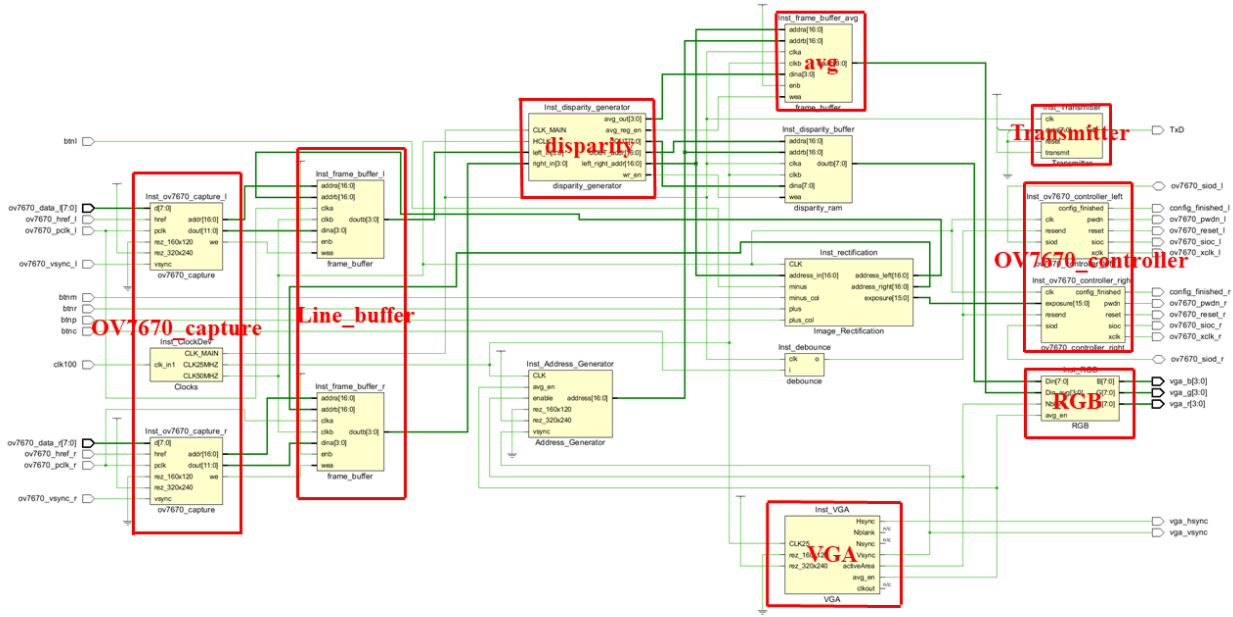 Inst_frame_buffer_avg
addra[16:0]
addrb[16:0]
clka
clkb
dina[3:0]
enb
wea
avg
frame_buffer
Inst_disparity_generator
avg_out[3:0]
CLK_MAIN
avg_reg_en
left_right_addr[16:0]
right_in[3:0]
wr_en
disparity
disparity_generator
Inst_Transmitter
clk
reset
transmit
Transmitter
TxD
btnl
Inst_disparity_buffer
addra[16:0]
addrb[16:0]
clka
clkb
doutb[7:0]
dina[7:0]
wea
disparity_ram
Inst_frame_buffer_l
addra[16:0]
addrb[16:0]
clka
clkb
doutb[3:0]
dina[3:0]
enb
wea
frame_buffer
Inst_ov7670_capture_l
d[7:0]
href
addr[16:0]
pclk
dout[11:0]
rez_160x120
we
rez_320x240
vsync
ov7670_capture
ov7670_data_l[7:0]
ov7670_href_l
ov7670_pclk_l
ov7670_vsync_l
ov7670_siod_l
Inst_ov7670_controller_left
config_finished
clk
pwdn
resend
reset
siod
sioc
xclk
config_finished_l
ov7670_pwdn_l
ov7670_reset_l
ov7670_sioc_l
ov7670_xclk_l
OV7670_controller
Inst_rectification
CLK
address_in[16:0]
address_left[16:0]
minus
address_right[16:0]
minus_col
exposure[15:0]
plus
plus_col
Image_Rectification
Inst_ov7670_controller_righ
clk
config_finished
exposure[15:0]
pwdn
resend
reset
siod
sioc
xclk
ov7670_controller_right
config_finished_r
ov7670_pwdn_r
ov7670_reset_r
ov7670_sioc_r
ov7670_xclk_r
ov7670_siod_r
btnm
btnr
btnp
btnc
OV7670_capture
Line_buffer
Inst_ClockDev
CLK_MAIN
clk_in1
CLK25MHZ
CLK50MHZ
Clocks
clk100
Inst_debounce
clk
o
i
debounce
Inst_Address_Generator
CLK
avg_en
enable
address[16:0]
rez_160x120
rez_320x240
vsync
Address_Generator
Inst_RGB
Din[7:0]
B[7:0]
avg_en
RGB
RGB
vga_b[3:0]
vga_g[3:0]
vga_r[3:0]
Inst_frame_buffer_r
addra[16:0]
addrb[16:0]
clka
clkb
doutb[3:0]
dina[3:0]
enb
wea
frame_buffer
Inst_ov7670_capture_r
d[7:0]
href
addr[16:0]
pclk
dout[11:0]
rez_160x120
we
rez_320x240
vsync
ov7670_capture
ov7670_data_r[7:0]
ov7670_href_r
ov7670_pclk_r
ov7670_vsync_r
Inst_VGA
Hsync
Nblank
n/c
CLK25
Nsync
n/c
Vsync
rez_320x240
activeArea
avg_en
clkout
n/c
VGA
VGA
vga_hsync
vga_vsync